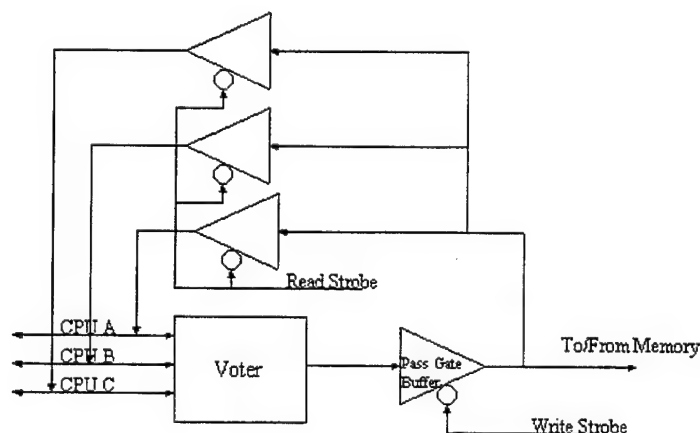 Read Strobe
CPU A
CPU B
CPU C
Voter
Pass Gate
Buffer
To/From Memory
Write Strobe